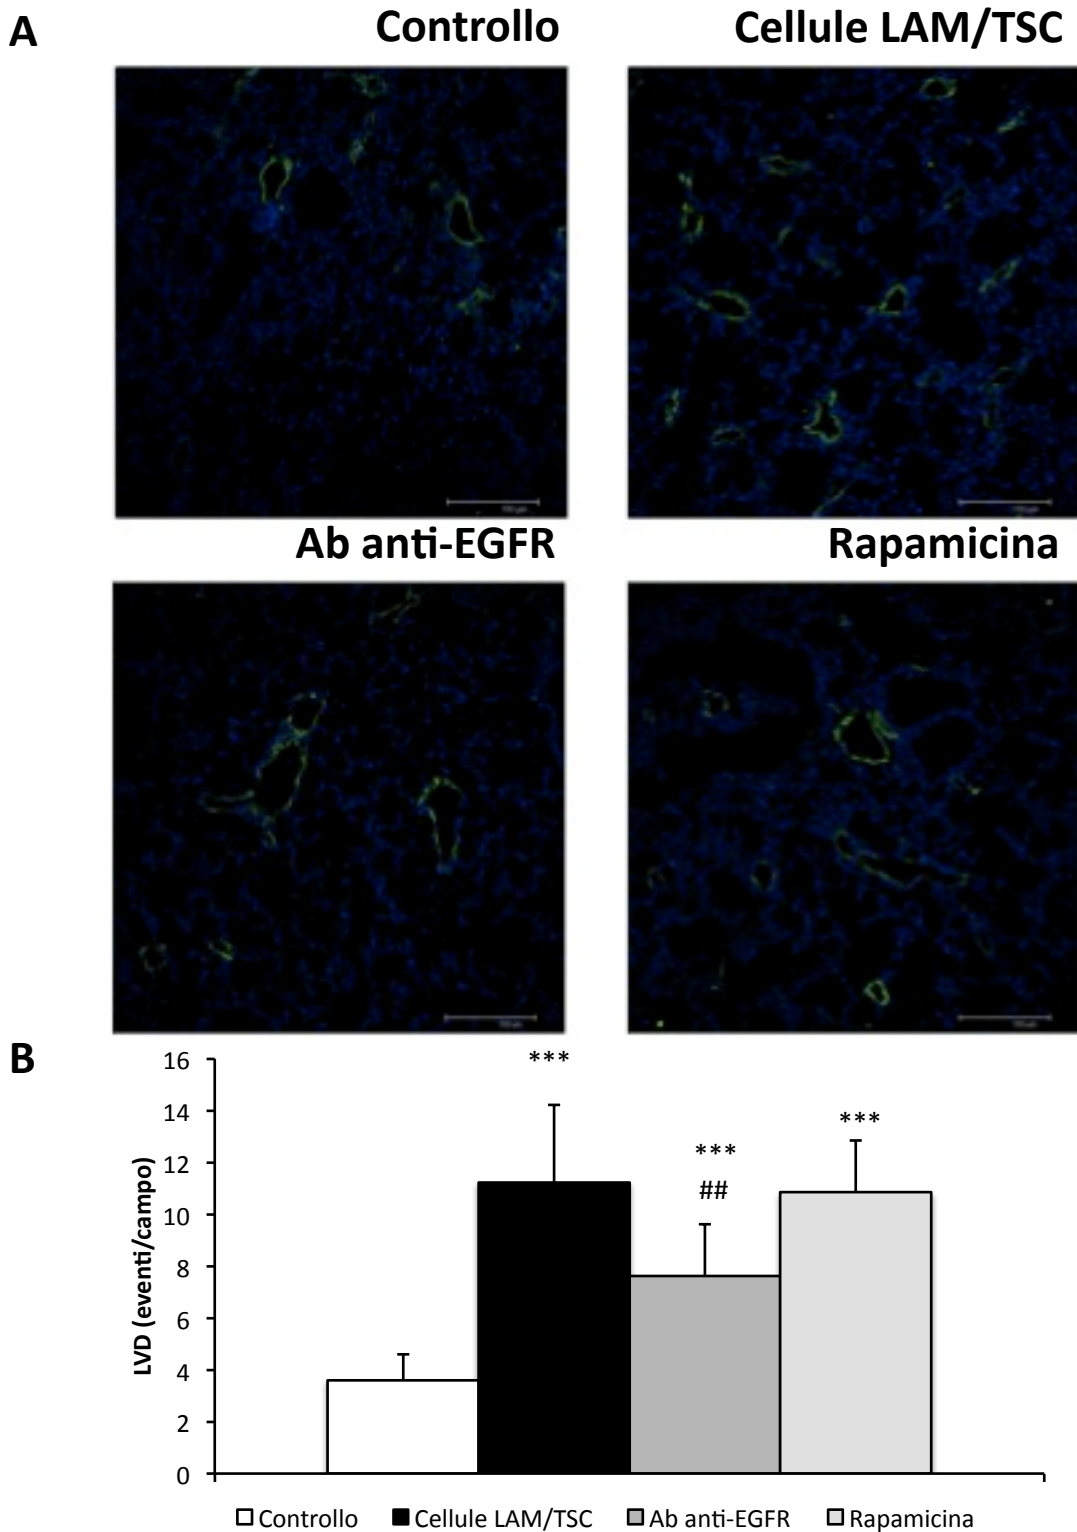 A
Controllo
Cellule LAM/TSC
Ab anti-EGFR
Rapamicina
B
LVD (eventi/campo)
16
14
12
10
8
6
4
2
0
***
***
##
***
Controllo
Cellule LAM/TSC
Ab anti-EGFR
Rapamicina